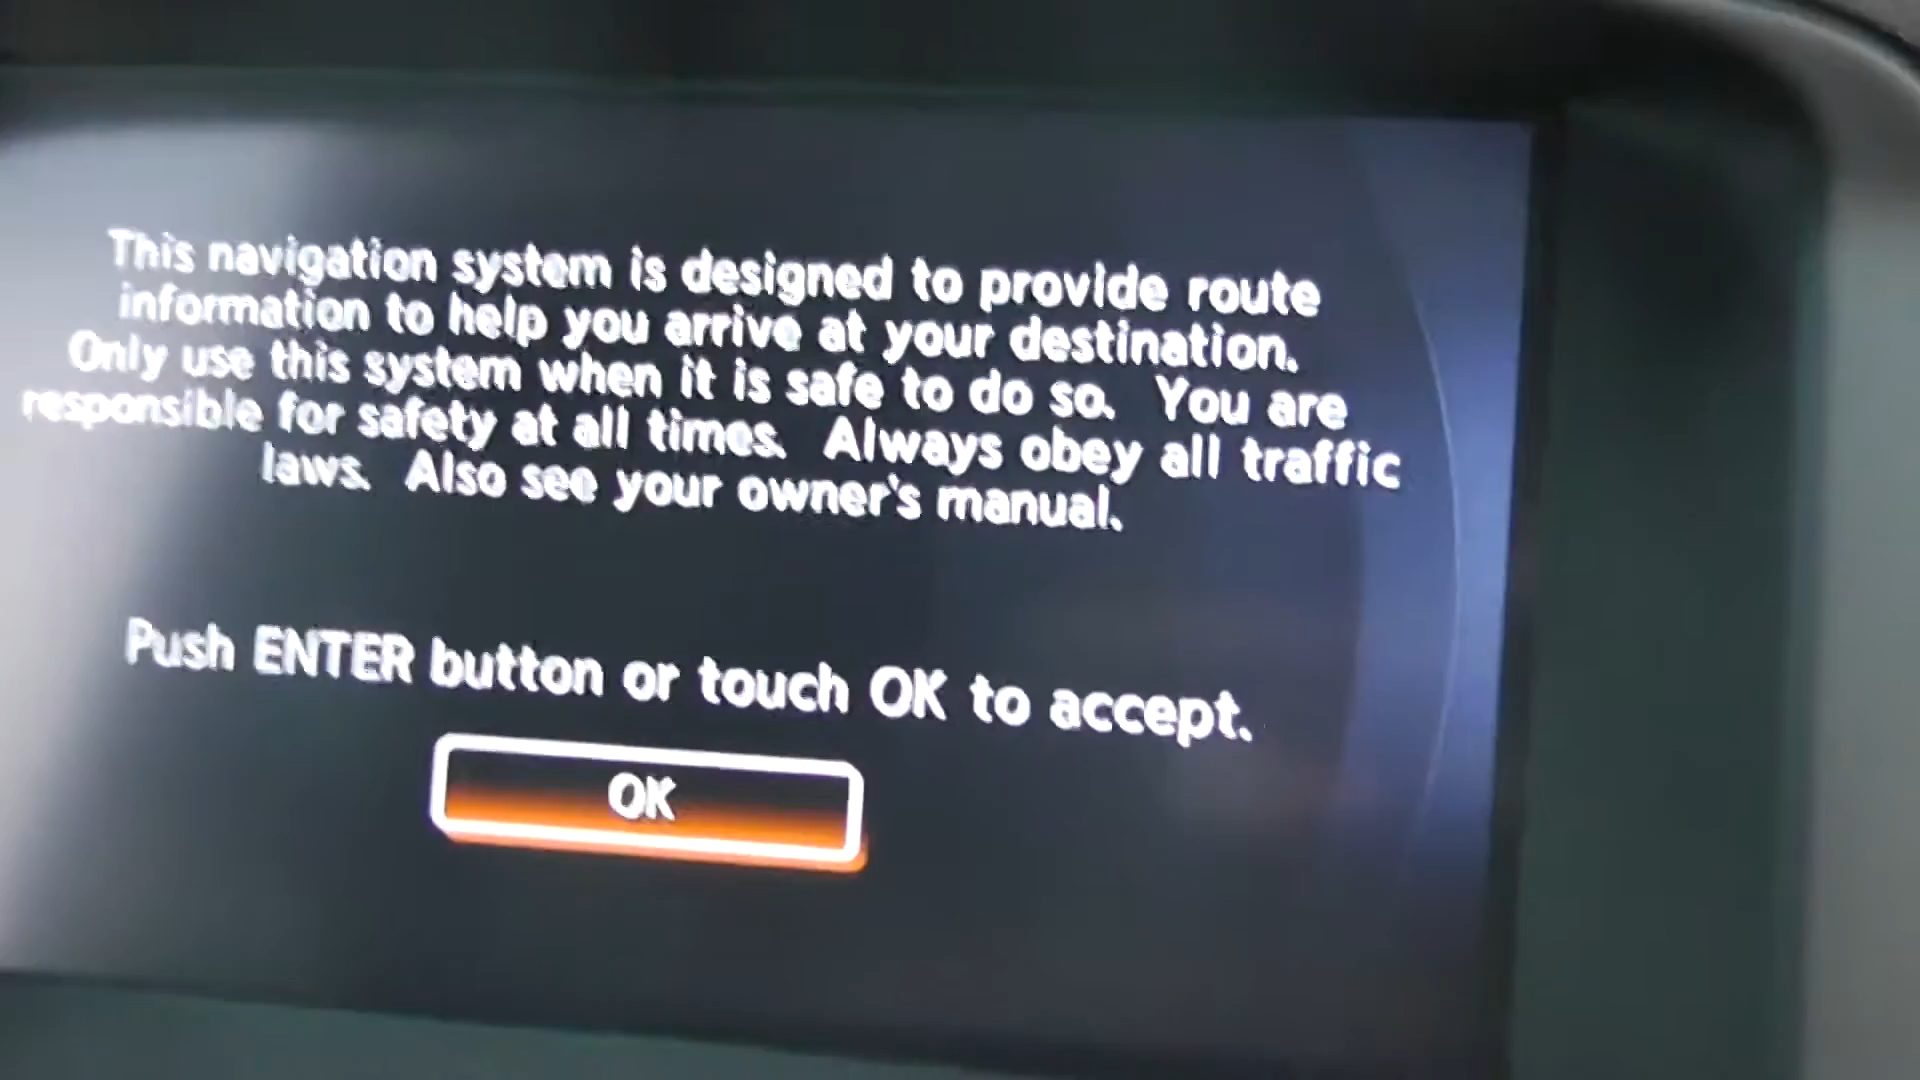 This navigation system is designed to provide route
information to help you arrive at your destination.
Only use this system when it is safe to do so. You are
responsible for safety at all times. Always obey all traffic
laws. Also see your owner's manual.
Push ENTER button or touch OK to accept.
OK